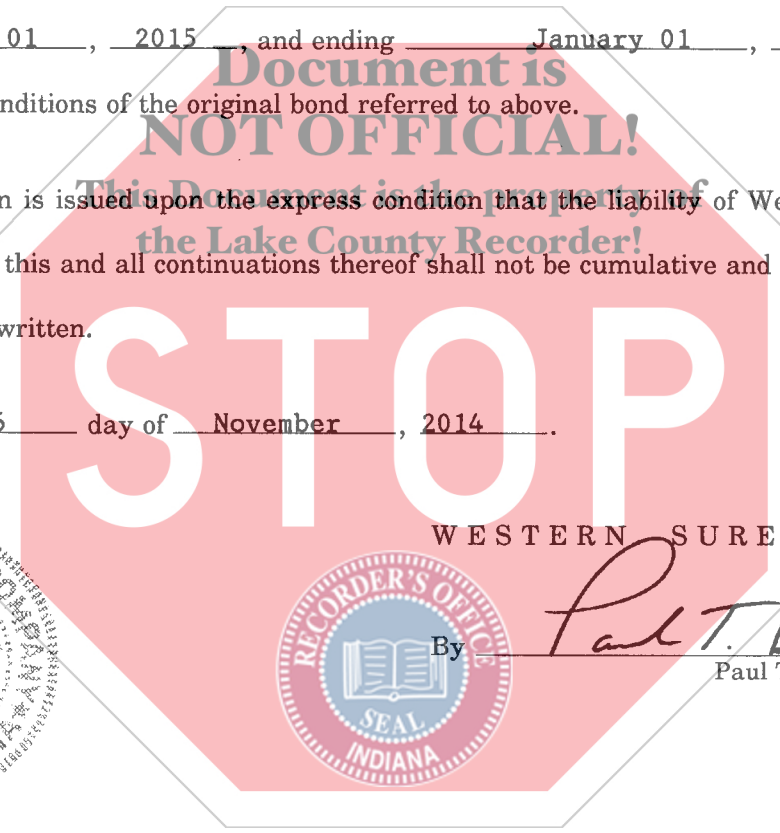 01 , 2015 , and ending January 01 ,
Document is
nditions of the original bond referred to above.
NOT OFFICIAL!
n is issued upon the express condition that the liability of We
This Document is the property of
the Lake County Recorder!
this and all continuations thereof shall not be cumulative and
written.
STOP
day of November , 2014 .
WESTERN SURE
RECORDER'S OFFICE
By Paul T.
Paul T
SEAL
INDIANA